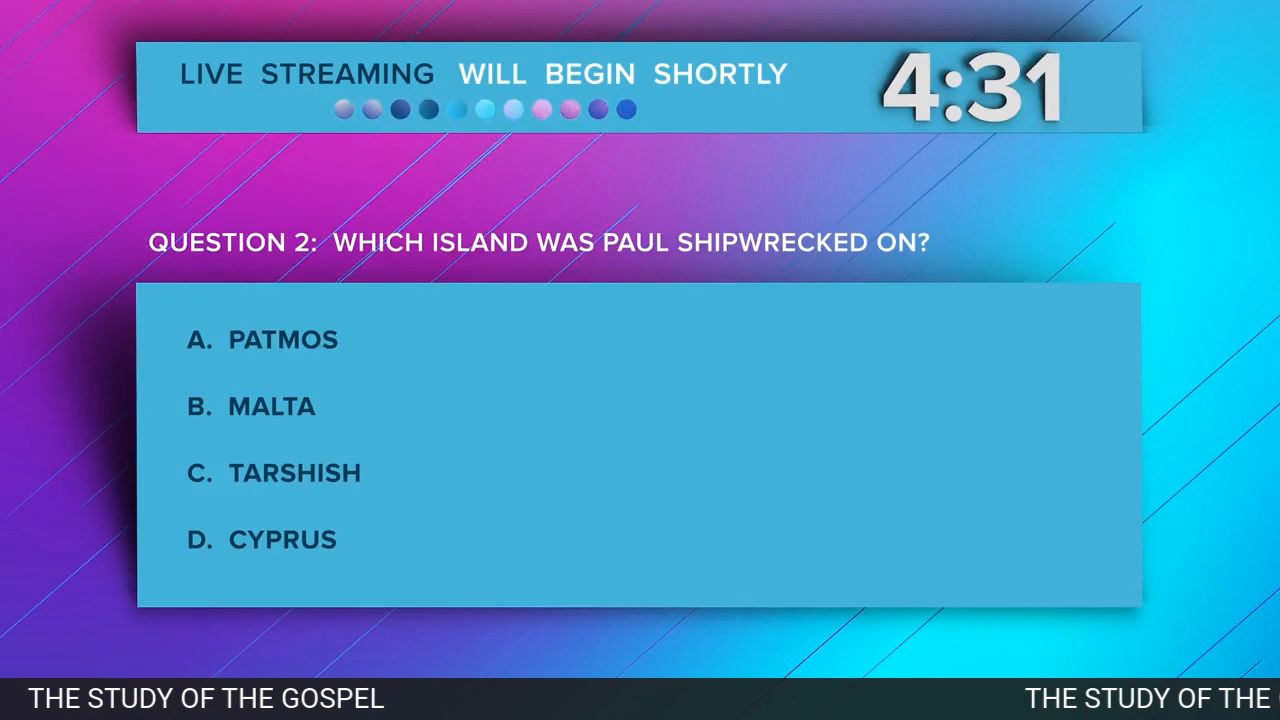 LIVE STREAMING WILL BEGIN SHORTLY
4:31
QUESTION 2: WHICH ISLAND WAS PAUL SHIPWRECKED ON?
A. PATMOS
B. MALTA
C. TARSHISH
D. CYPRUS
THE STUDY OF THE GOSPEL THE STUDY OF THE